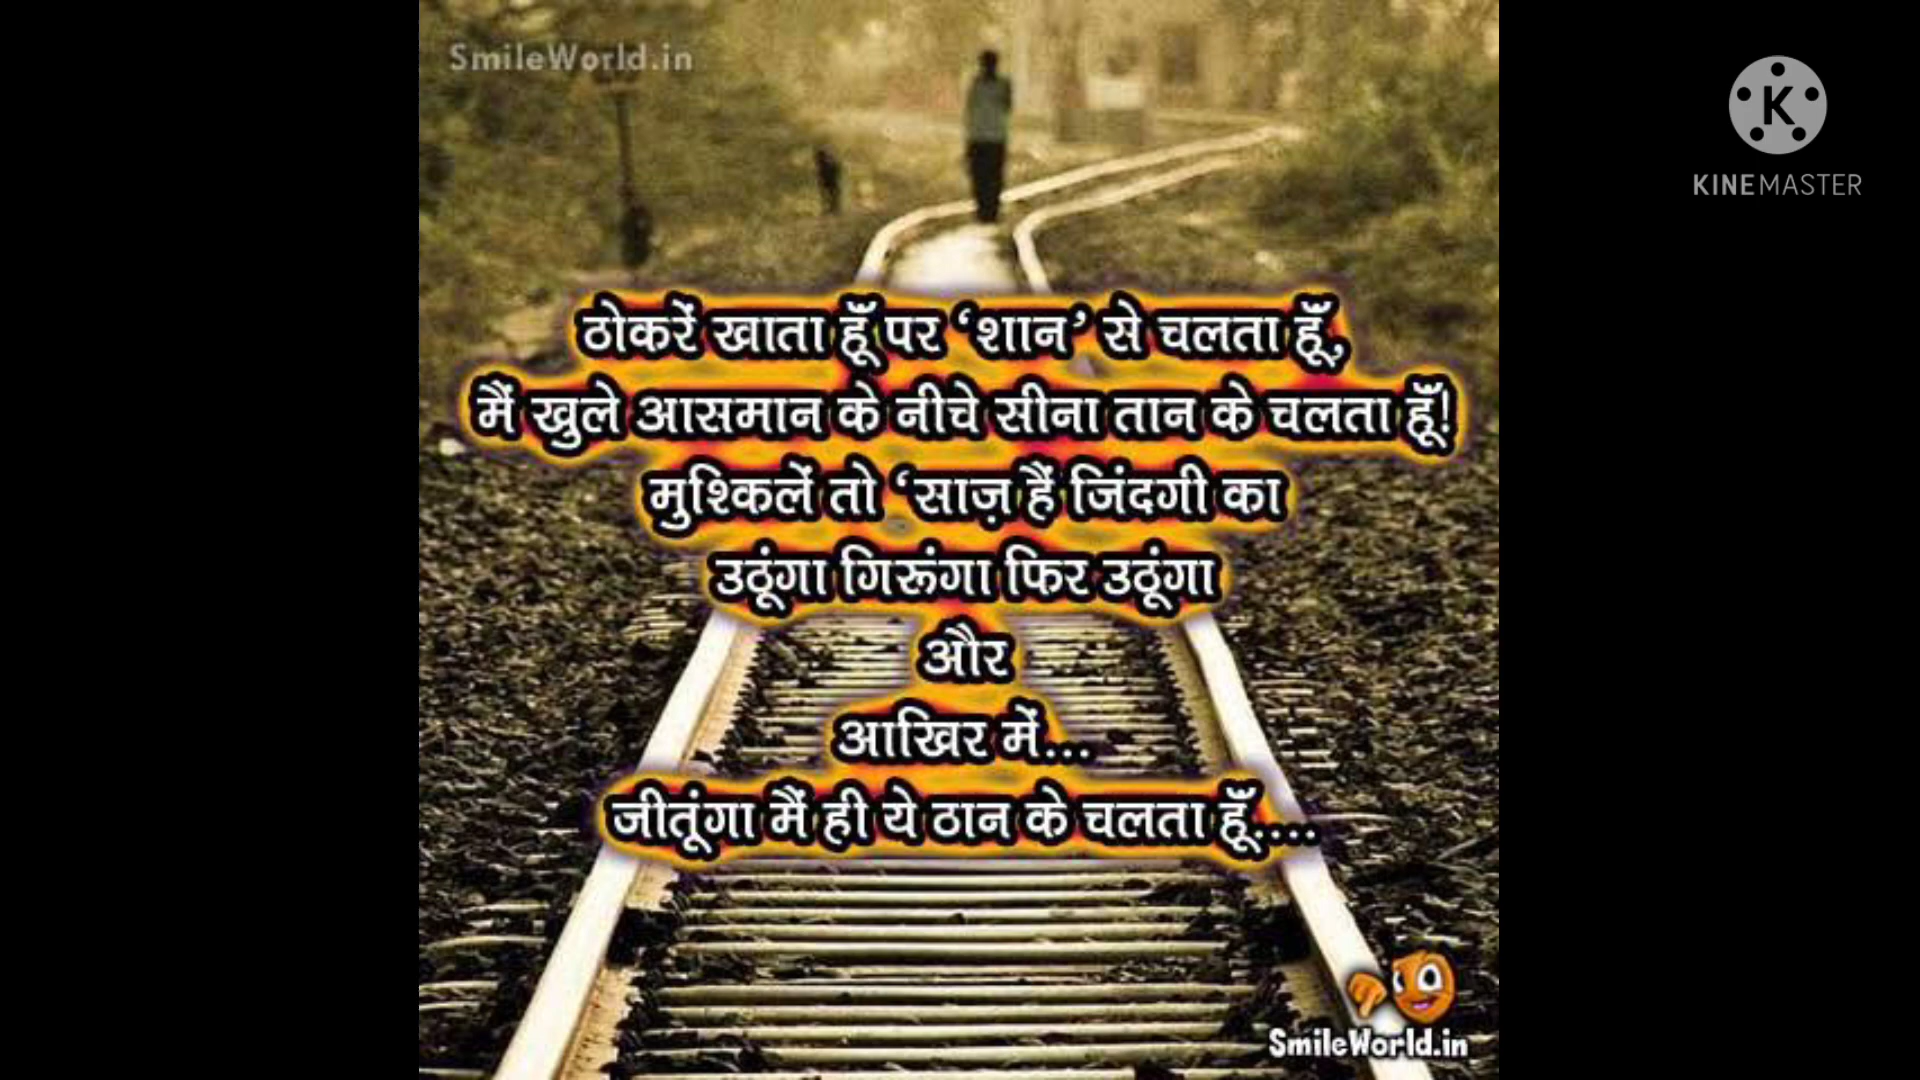 SmileWorld.in
KINEMASTER
ठोकरें खाता हूँ पर ‘शान’ से चलता हूँ,
मैं खुले आसमान के नीचे सीना तान के चलता हूँ!
मुश्किलें तो ‘साज़ हैं जिंदगी का
उठूंगा गिरूंगा फिर उठूंगा
और
आखिर में...
जीतूंगा मैं ही ये ठान के चलता हूँ....
SmileWorld.in